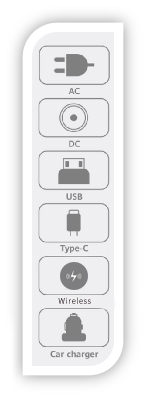 AC
DC
USB
Type-C
Wireless
Car charger